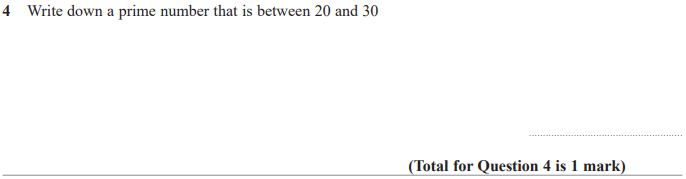 4 Write down a prime number that is between 20 and 30
(Total for Question 4 is 1 mark)